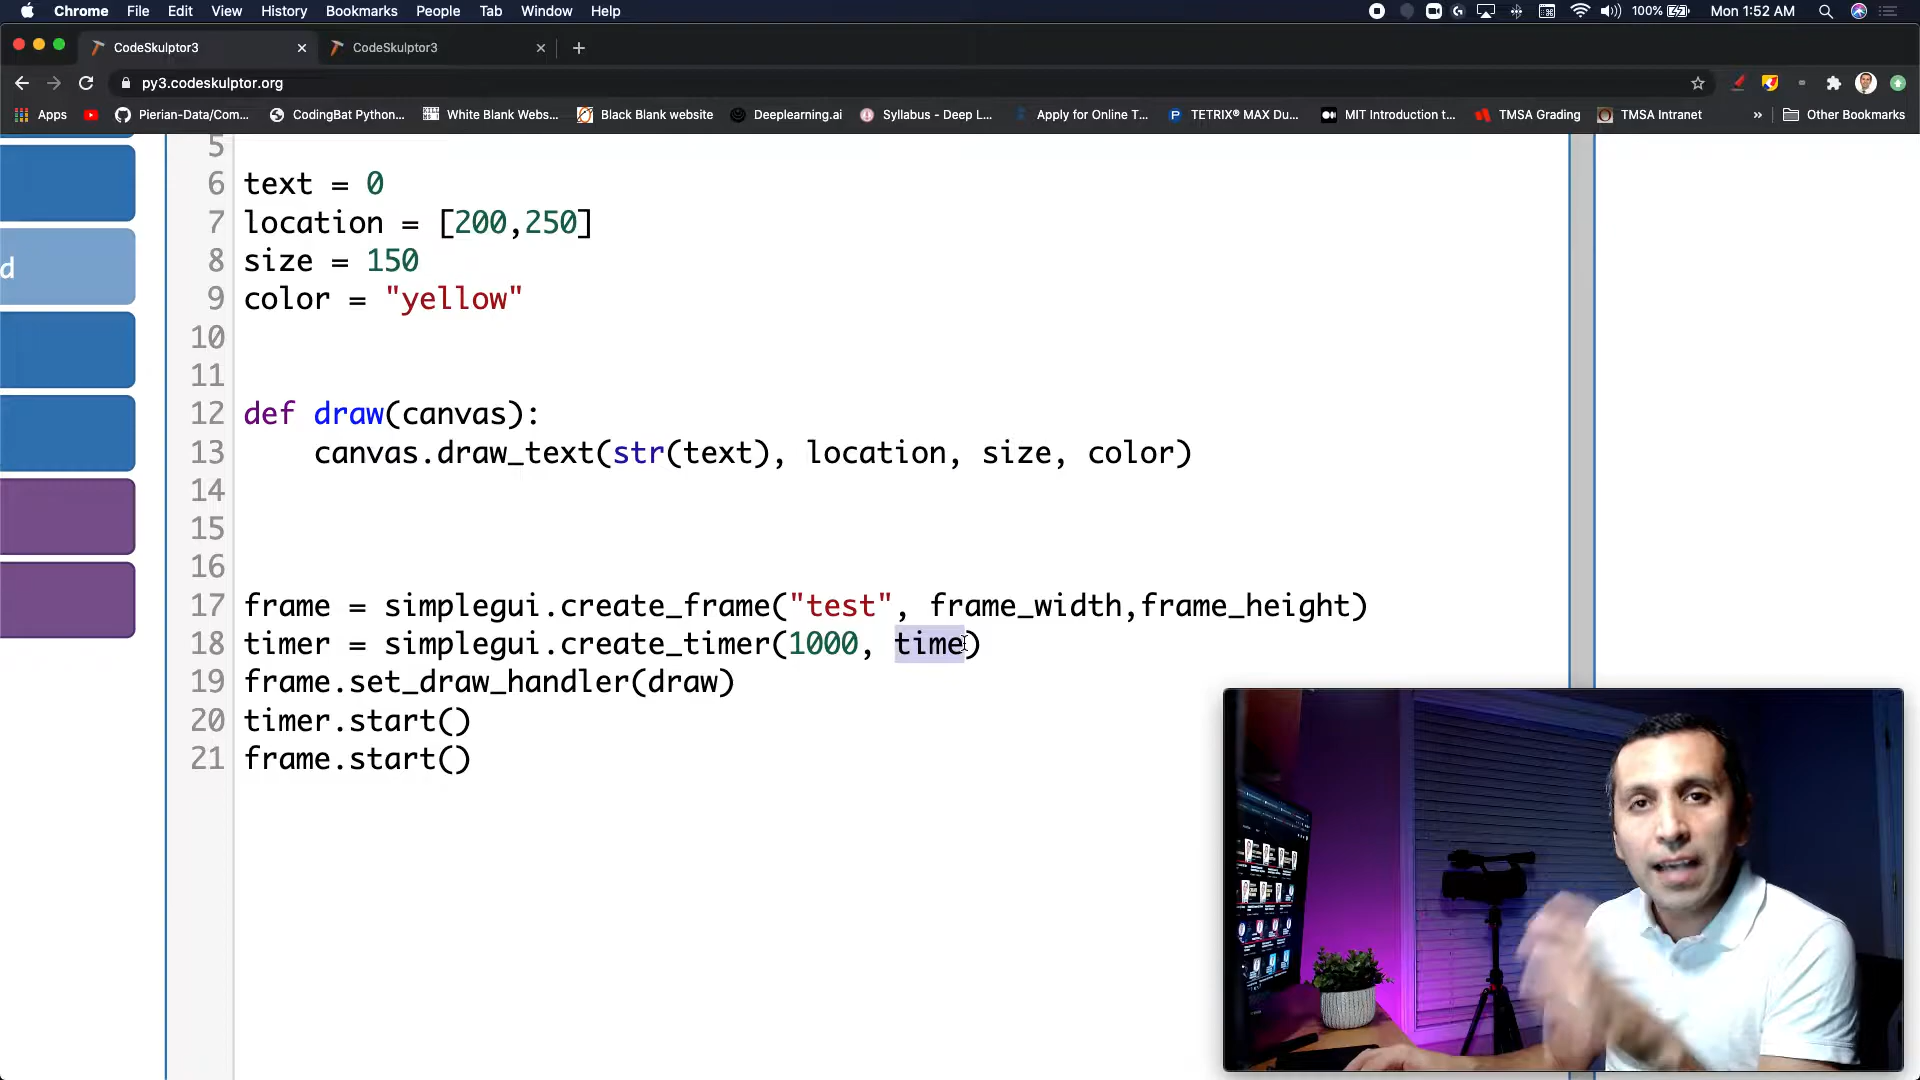 Chrome File Edit View History Bookmarks People Tab Window Help 100% Mon 1:52 AM
CodeSkulptor3 CodeSkulptor3
py3.codeskulptor.org
Apps Pierian-Data/Com... CodingBat Python... White Blank Webs... Black Blank website Deeplearning.ai Syllabus - Deep L... Apply for Online T... TETRIX® MAX Du... MIT Introduction t... TMSA Grading TMSA Intranet » Other Bookmarks
5
6 text = 0
7 location = [200,250]
d
8 size = 150
9 color = "yellow"
10
11
12 def draw(canvas):
13 canvas.draw_text(str(text), location, size, color)
14
15
16
17 frame = simplegui.create_frame("test", frame_width,frame_height)
18 timer = simplegui.create_timer(1000, time)
19 frame.set_draw_handler(draw)
20 timer.start()
21 frame.start()